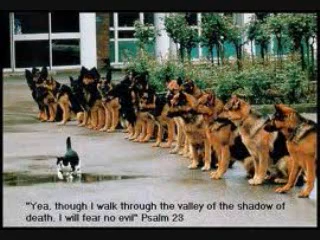 "Yea, though I walk through the valley of the shadow of
death, I will fear no evil" Psalm 23